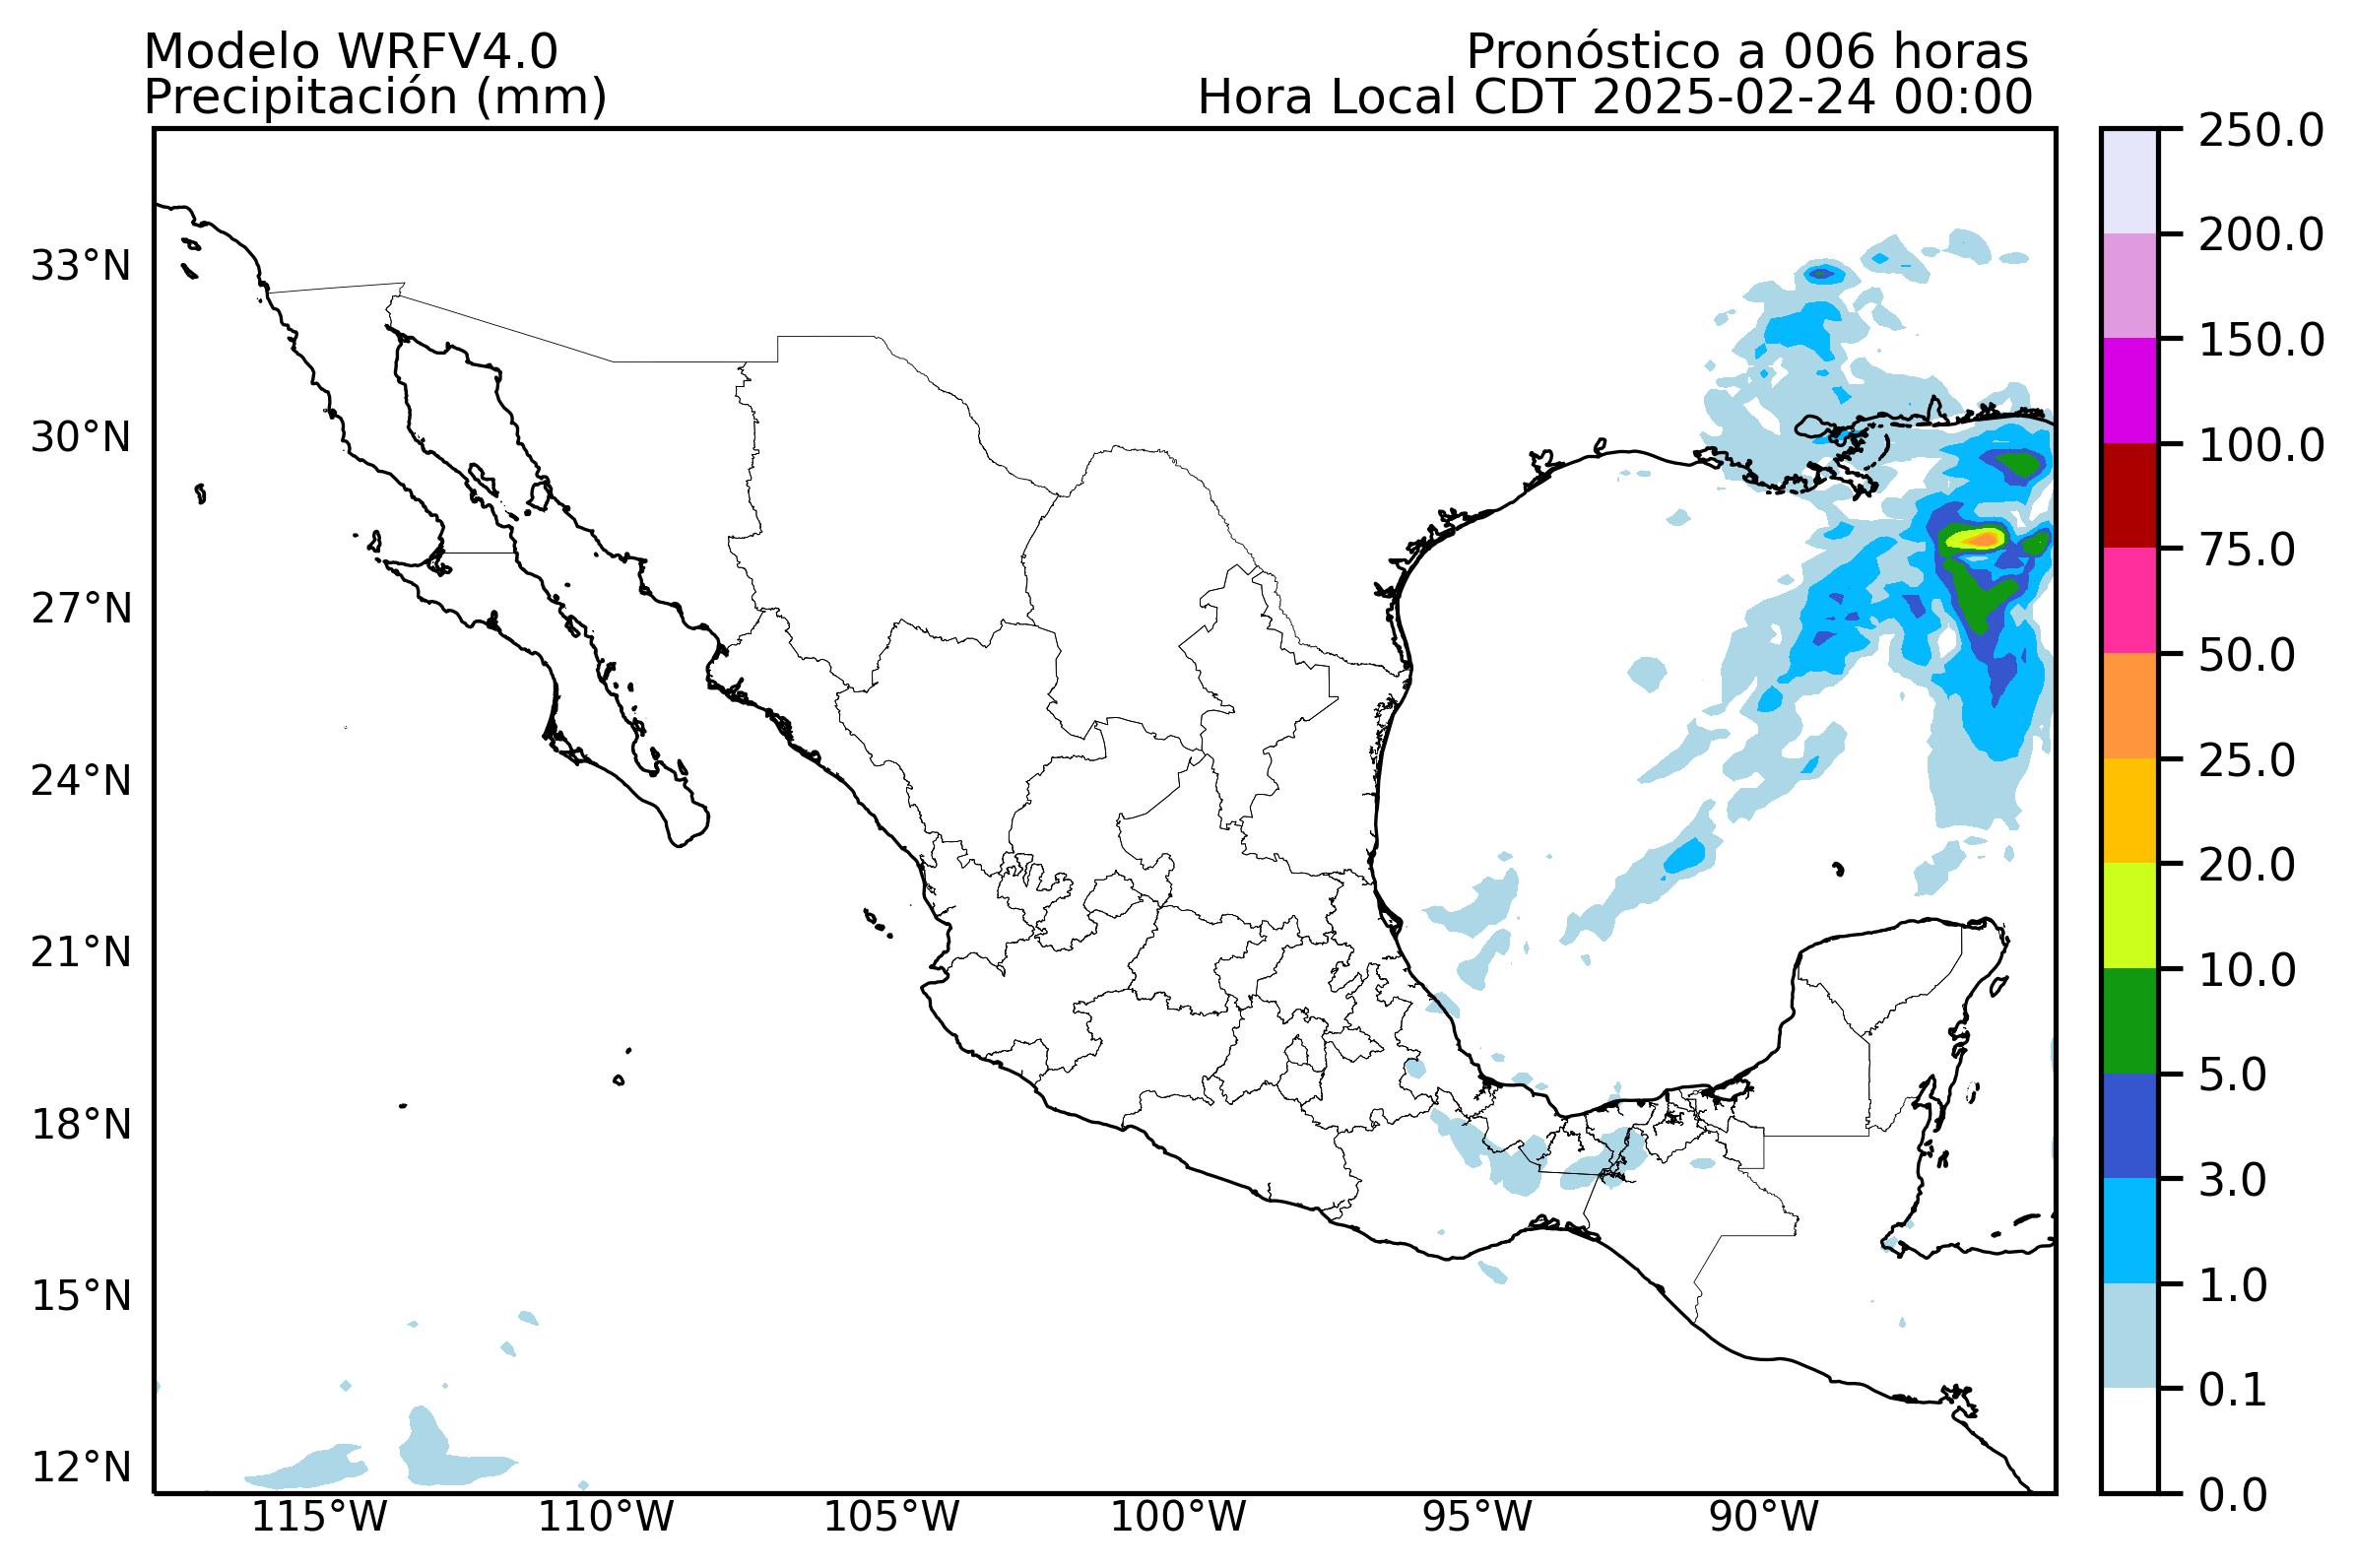 Modelo WRFV4.0
Pronóstico a 006 horas
Precipitación (mm)
Hora Local CDT 2025-02-24 00:00
33°N
30°N
27°N
24°N
21°N
18°N
15°N
12°N
115°W
110°W
105°W
100°W
95°W
90°W
250.0
200.0
150.0
100.0
75.0
50.0
25.0
20.0
10.0
5.0
3.0
1.0
0.1
0.0